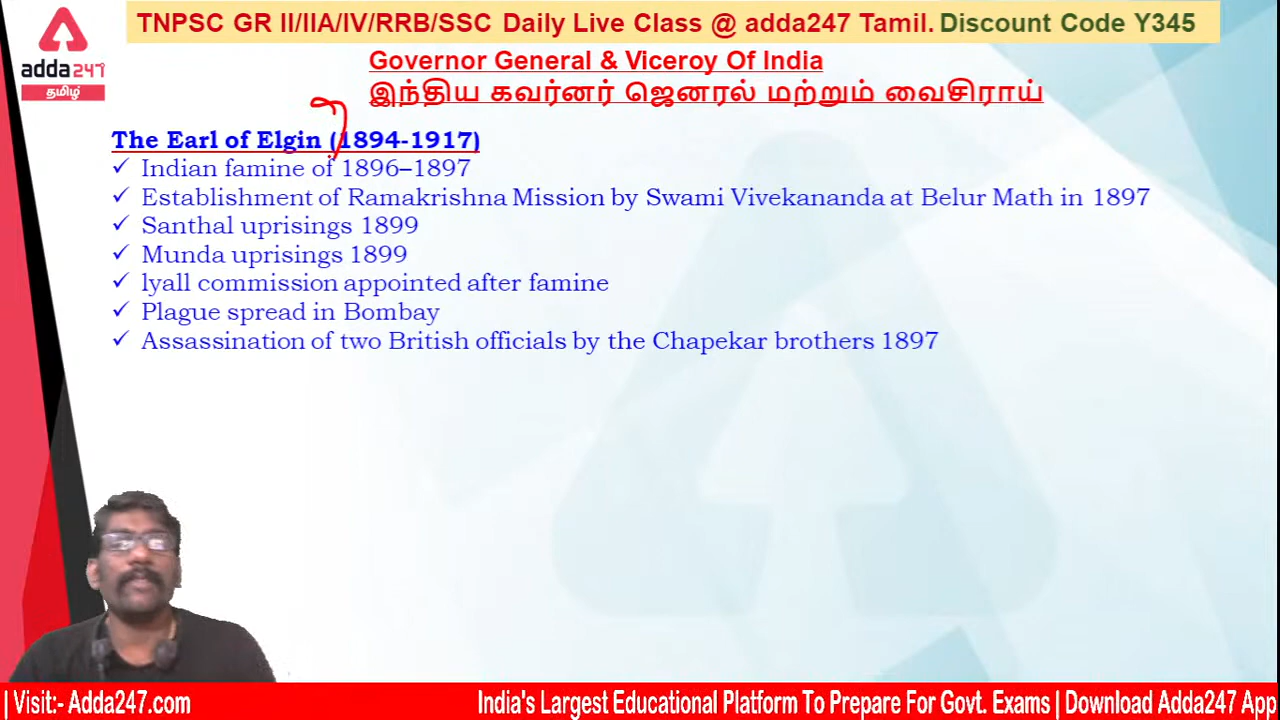 TNPSC GR II/IIA/IV/RRB/SSC Daily Live Class @ adda247 Tamil. Discount Code Y345
adda247
தமிழ்
Governor General & Viceroy Of India
இந்திய கவர்னர் ஜெனரல் மற்றும் வைசிராய்
The Earl of Elgin (1894-1917)
✓ Indian famine of 1896–1897
✓ Establishment of Ramakrishna Mission by Swami Vivekananda at Belur Math in 1897
✓ Santhal uprisings 1899
✓ Munda uprisings 1899
✓ lyall commission appointed after famine
✓ Plague spread in Bombay
✓ Assassination of two British officials by the Chapekar brothers 1897
| Visit:- Adda247.com India's Largest Educational Platform To Prepare For Govt. Exams | Download Adda247 App